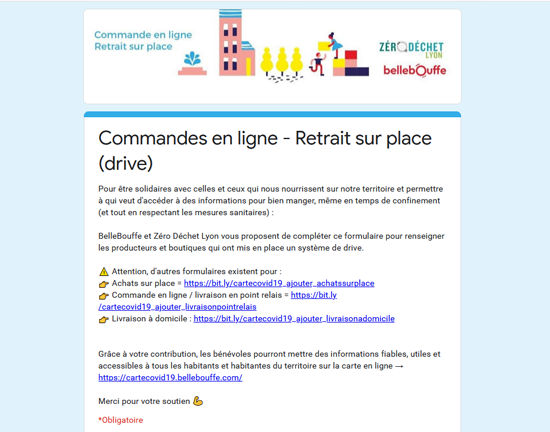 Commande en ligne
Retrait sur place
ZÉRO DÉCHET
LYON
bellebouffe
Commandes en ligne - Retrait sur place
(drive)
Pour être solidaires avec celles et ceux qui nous nourrissent sur notre territoire et permettre
à qui veut d'accéder à des informations pour bien manger, même en temps de confinement
(et tout en respectant les mesures sanitaires) :
BelleBouffe et Zéro Déchet Lyon vous proposent de compléter ce formulaire pour renseigner
les producteurs et boutiques qui ont mis en place un système de drive.
⚠️ Attention, d'autres formulaires existent pour :
👉 Achats sur place = https://bit.ly/cartecovid19_ajouter_achatssurplace
👉 Commande en ligne / livraison en point relais = https://bit.ly
/cartecovid19_ajouter_livraisonpointrelais
👉 Livraison à domicile : https://bit.ly/cartecovid19_ajouter_livraisonadomicile
Grâce à votre contribution, les bénévoles pourront mettre des informations fiables, utiles et
accessibles à tous les habitants et habitantes du territoire sur la carte en ligne →
https://cartecovid19.bellebouffe.com/
Merci pour votre soutien 💪
*Obligatoire